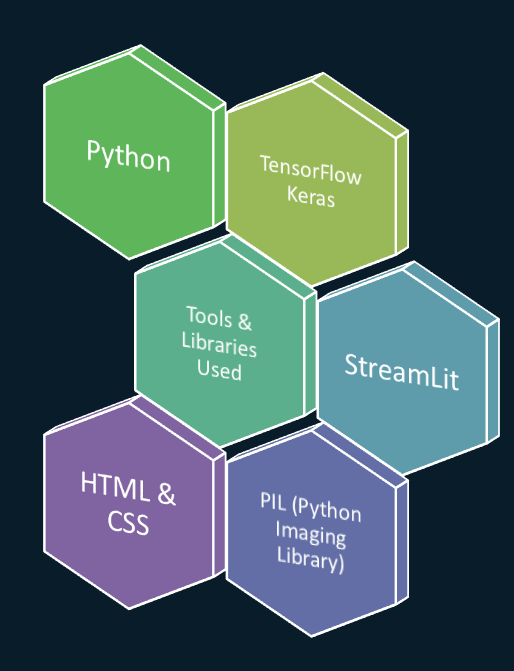 Python
TensorFlow
Keras
Tools &
Libraries
Used
StreamLit
HTML &
CSS
PIL (Python
Imaging
Library)